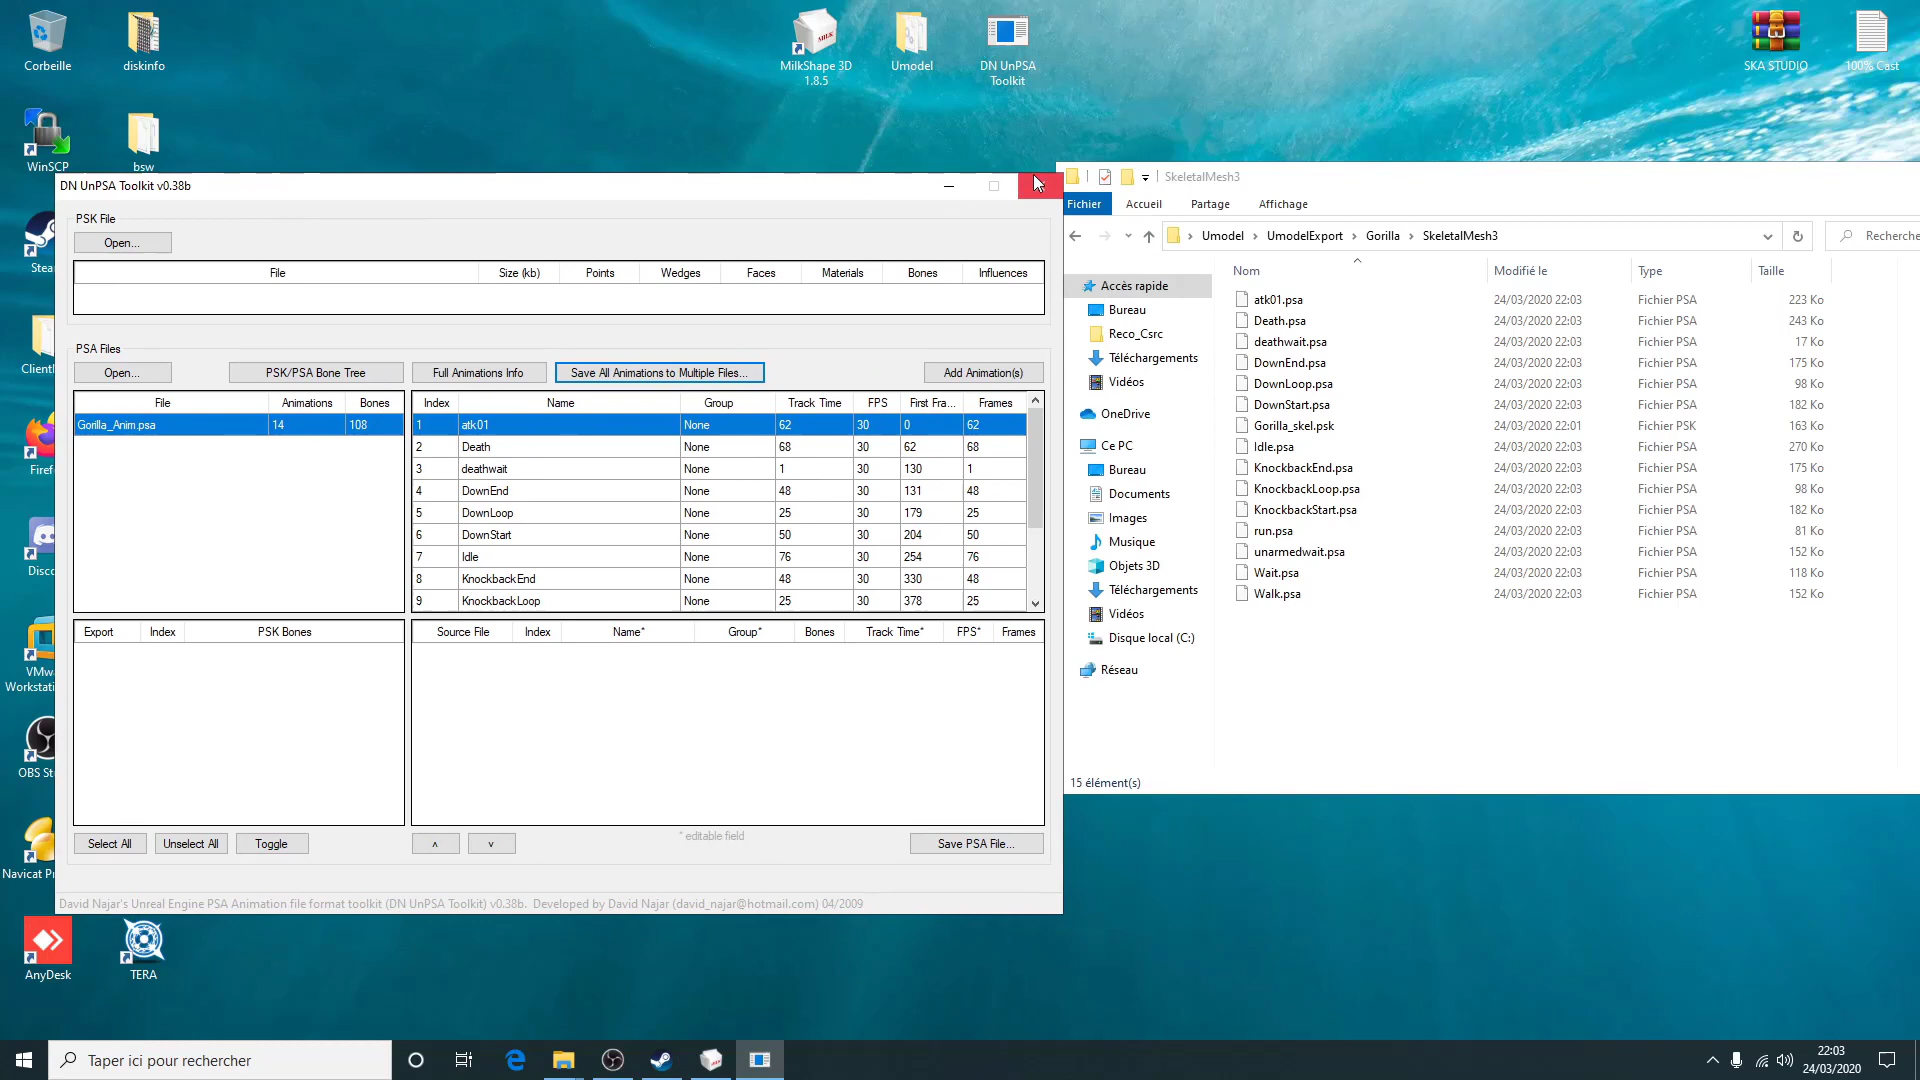 Corbeille
diskinfo
MilkShape 3D
1.8.5
Umodel
DN UnPSA
Toolkit
SKA STUDIO
100% Cast
WinSCP
bsw
DN UnPSA Toolkit v0.38b
PSK File
Open...
File Size (kb) Points Wedges Faces Materials Bones Influences
PSA Files
Open... PSK/PSA Bone Tree Full Animations Info Save All Animations to Multiple Files... Add Animation(s)
File Animations Bones
Gorilla_Anim.psa 14 108
Index Name Group Track Time FPS First Fra... Frames
1 atk01 None 62 30 0 62
2 Death None 68 30 62 68
3 deathwait None 1 30 130 1
4 DownEnd None 48 30 131 48
5 DownLoop None 25 30 179 25
6 DownStart None 50 30 204 50
7 Idle None 76 30 254 76
8 KnockbackEnd None 48 30 330 48
9 KnockbackLoop None 25 30 378 25
Export Index PSK Bones
Source File Index Name* Group* Bones Track Time* FPS* Frames
* editable field
Select All Unselect All Toggle ʌ v Save PSA File...
David Najar's Unreal Engine PSA Animation file format toolkit (DN UnPSA Toolkit) v0.38b. Developed by David Najar (david_najar@hotmail.com) 04/2009
SkeletalMesh3
Fichier Accueil Partage Affichage
Umodel › UmodelExport › Gorilla › SkeletalMesh3
Recherche
Nom Modifié le Type Taille
Accès rapide
Bureau
Reco_Csrc
Téléchargements
Vidéos
OneDrive
Ce PC
Bureau
Documents
Images
Musique
Objets 3D
Téléchargements
Vidéos
Disque local (C:)
Réseau
atk01.psa 24/03/2020 22:03 Fichier PSA 223 Ko
Death.psa 24/03/2020 22:03 Fichier PSA 243 Ko
deathwait.psa 24/03/2020 22:03 Fichier PSA 17 Ko
DownEnd.psa 24/03/2020 22:03 Fichier PSA 175 Ko
DownLoop.psa 24/03/2020 22:03 Fichier PSA 98 Ko
DownStart.psa 24/03/2020 22:03 Fichier PSA 182 Ko
Gorilla_skel.psk 24/03/2020 22:01 Fichier PSK 163 Ko
Idle.psa 24/03/2020 22:03 Fichier PSA 270 Ko
KnockbackEnd.psa 24/03/2020 22:03 Fichier PSA 175 Ko
KnockbackLoop.psa 24/03/2020 22:03 Fichier PSA 98 Ko
KnockbackStart.psa 24/03/2020 22:03 Fichier PSA 182 Ko
run.psa 24/03/2020 22:03 Fichier PSA 81 Ko
unarmedwait.psa 24/03/2020 22:03 Fichier PSA 152 Ko
Wait.psa 24/03/2020 22:03 Fichier PSA 118 Ko
Walk.psa 24/03/2020 22:03 Fichier PSA 152 Ko
15 élément(s)
Stea
Client
Firef
Disco
VMw
Workstati
OBS St
Navicat Pr
AnyDesk
TERA
Taper ici pour rechercher
22:03
24/03/2020